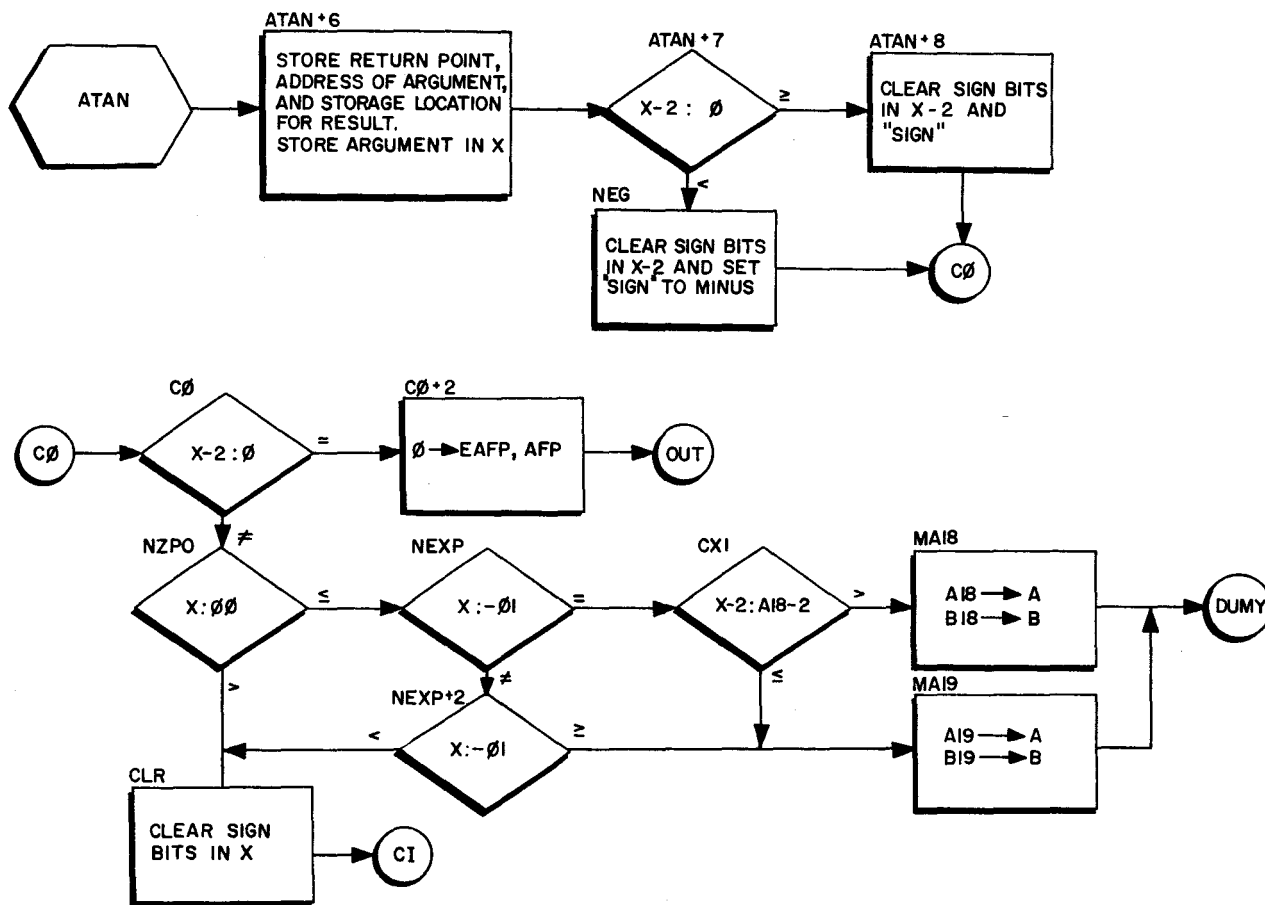 ATAN
ATAN+6
STORE RETURN POINT,
ADDRESS OF ARGUMENT,
AND STORAGE LOCATION
FOR RESULT.
STORE ARGUMENT IN X
ATAN+7
X-2: Ø
≥
<
ATAN+8
CLEAR SIGN BITS
IN X-2 AND
"SIGN"
NEG
CLEAR SIGN BITS
IN X-2 AND SET
"SIGN" TO MINUS
CØ
CØ
CØ
X-2:Ø
=
≠
CØ+2
Ø→EAFP, AFP
OUT
NZPO
X:ØØ
≤
>
NEXP
X:-Ø1
=
≠
CX1
X-2:A18-2
>
≤
MA18
A18→A
B18→B
DUMY
NEXP+2
X:-Ø1
<
≥
MA19
A19→A
B19→B
CLR
CLEAR SIGN
BITS IN X
CI